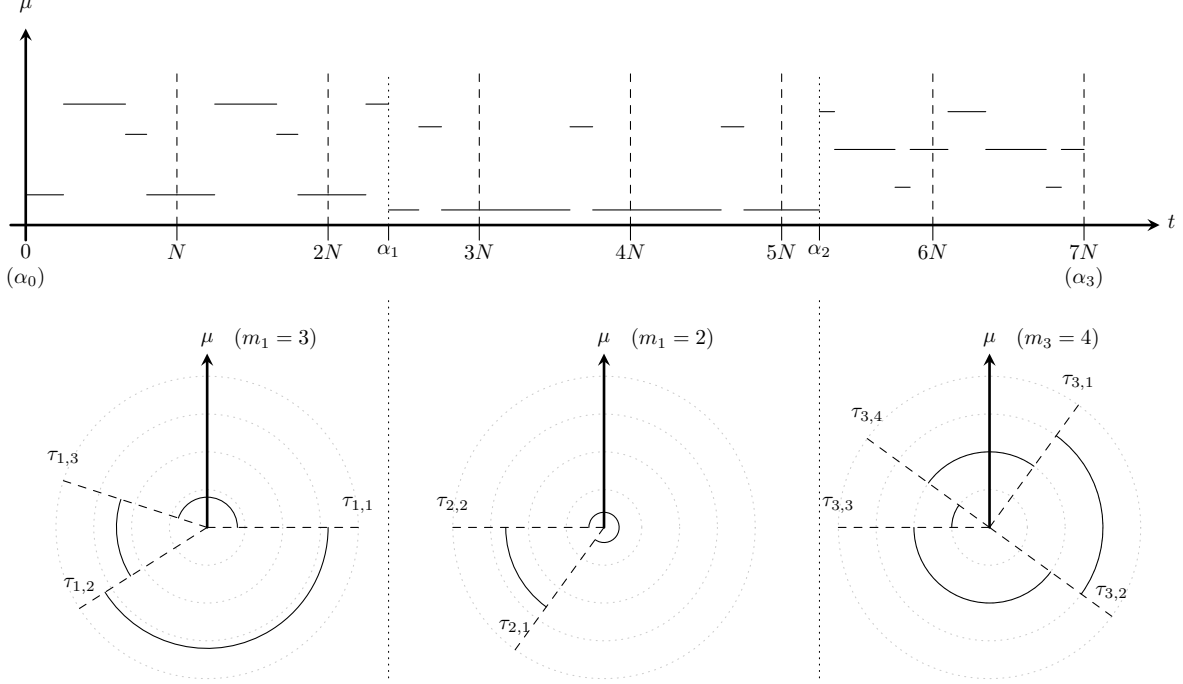 μ
t
0 N 2N α₁ 3N 4N 5N α₂ 6N 7N
(α₀) (α₃)
μ (m₁ = 3) μ (m₁ = 2) μ (m₃ = 4)
τ₃,₁
τ₃,₄
τ₁,₃
τ₁,₁ τ₂,₂ τ₃,₃
τ₁,₂ τ₃,₂
τ₂,₁